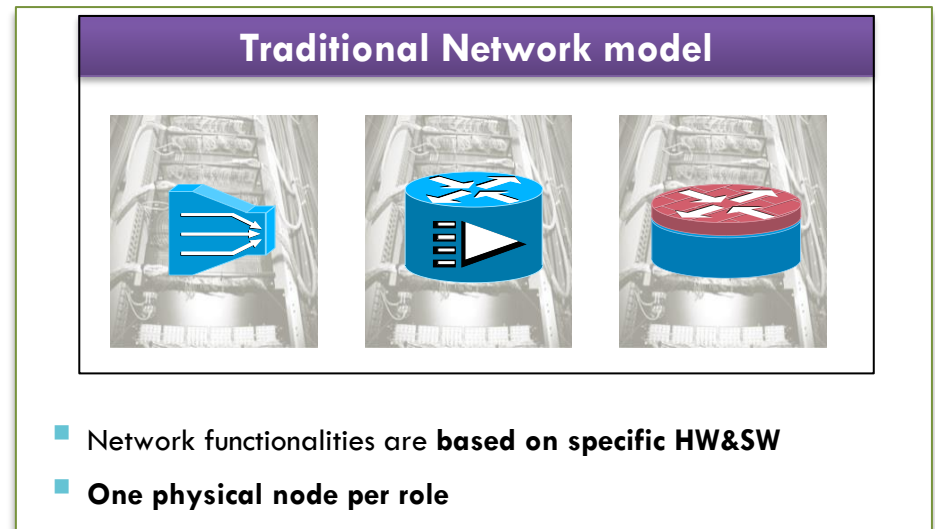 Traditional Network model
Network functionalities are based on specific HW&SW
One physical node per role